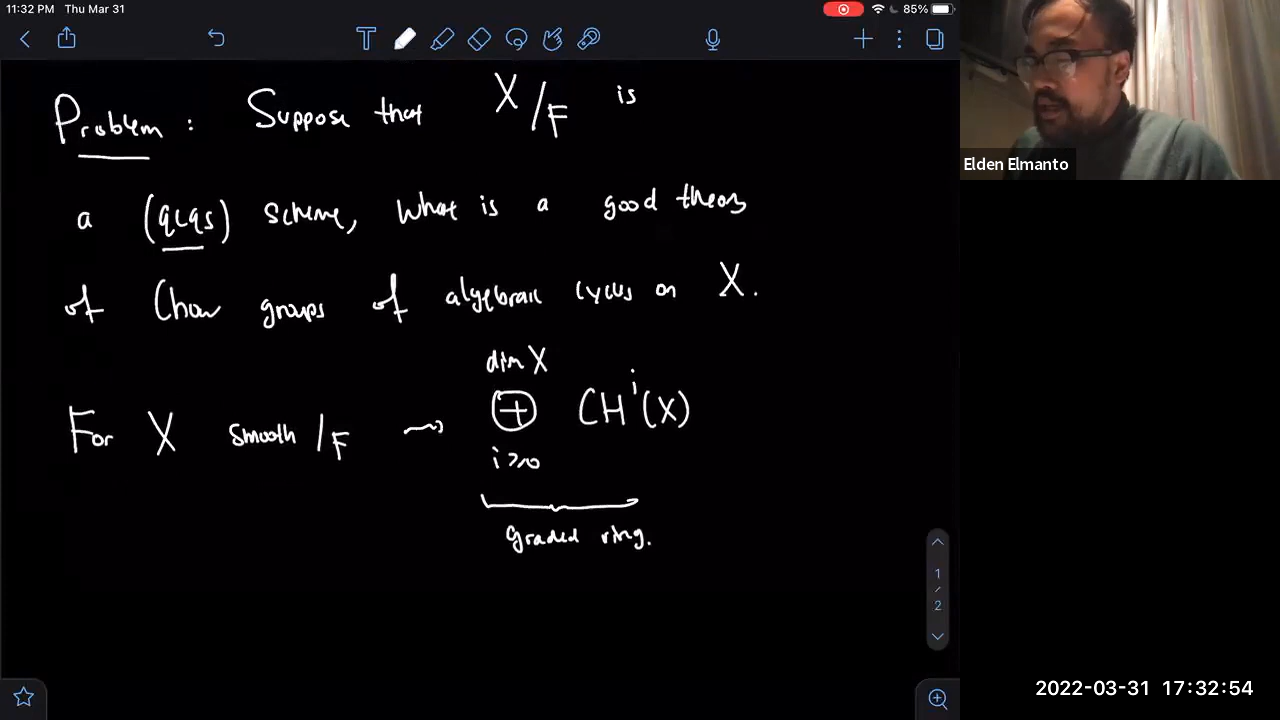 11:32 PM Thu Mar 31
85%
Problem: Suppose that X/F is
a (qcqs) scheme, What is a good theory
of Chow groups of algebraic cycles on X.
dim X
For X smooth /F ⇝ ⊕ CH^i(X)
i≥0
graded ring.
Elden Elmanto
1
/
2
2022-03-31 17:32:54